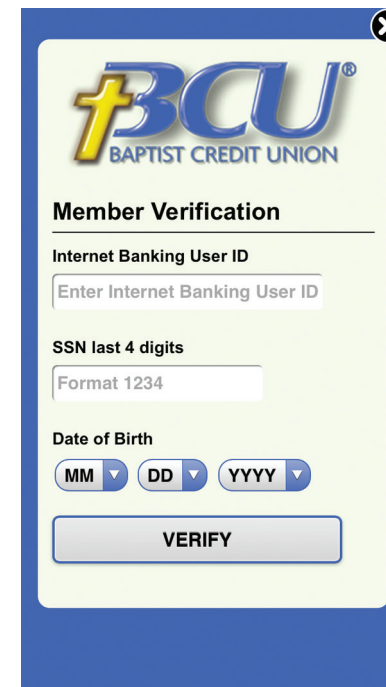 BCU®
BAPTIST CREDIT UNION
Member Verification
Internet Banking User ID
Enter Internet Banking User ID
SSN last 4 digits
Format 1234
Date of Birth
MM DD YYYY
VERIFY